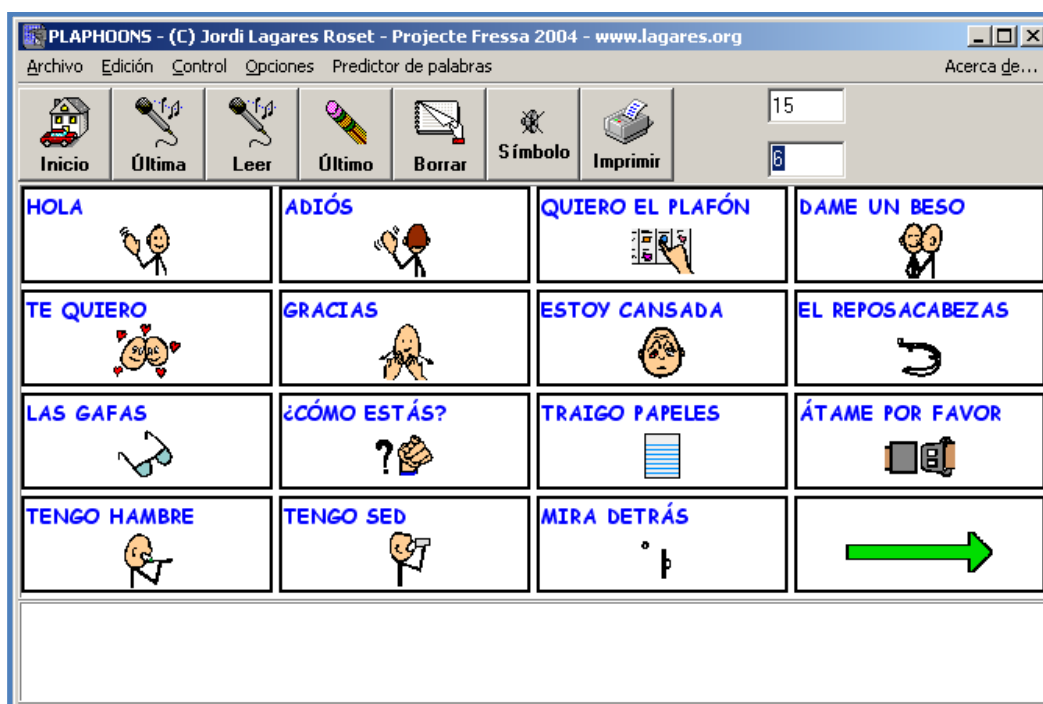 PLAPHOONS - (C) Jordi Lagares Roset - Projecte Fressa 2004 - www.lagares.org
Archivo Edición Control Opciones Predictor de palabras Acerca de...
Inicio Última Leer Último Borrar Símbolo Imprimir
15
6
HOLA ADIÓS QUIERO EL PLAFÓN DAME UN BESO
TE QUIERO GRACIAS ESTOY CANSADA EL REPOSACABEZAS
LAS GAFAS ¿CÓMO ESTÁS? TRAIGO PAPELES ÁTAME POR FAVOR
TENGO HAMBRE TENGO SED MIRA DETRÁS